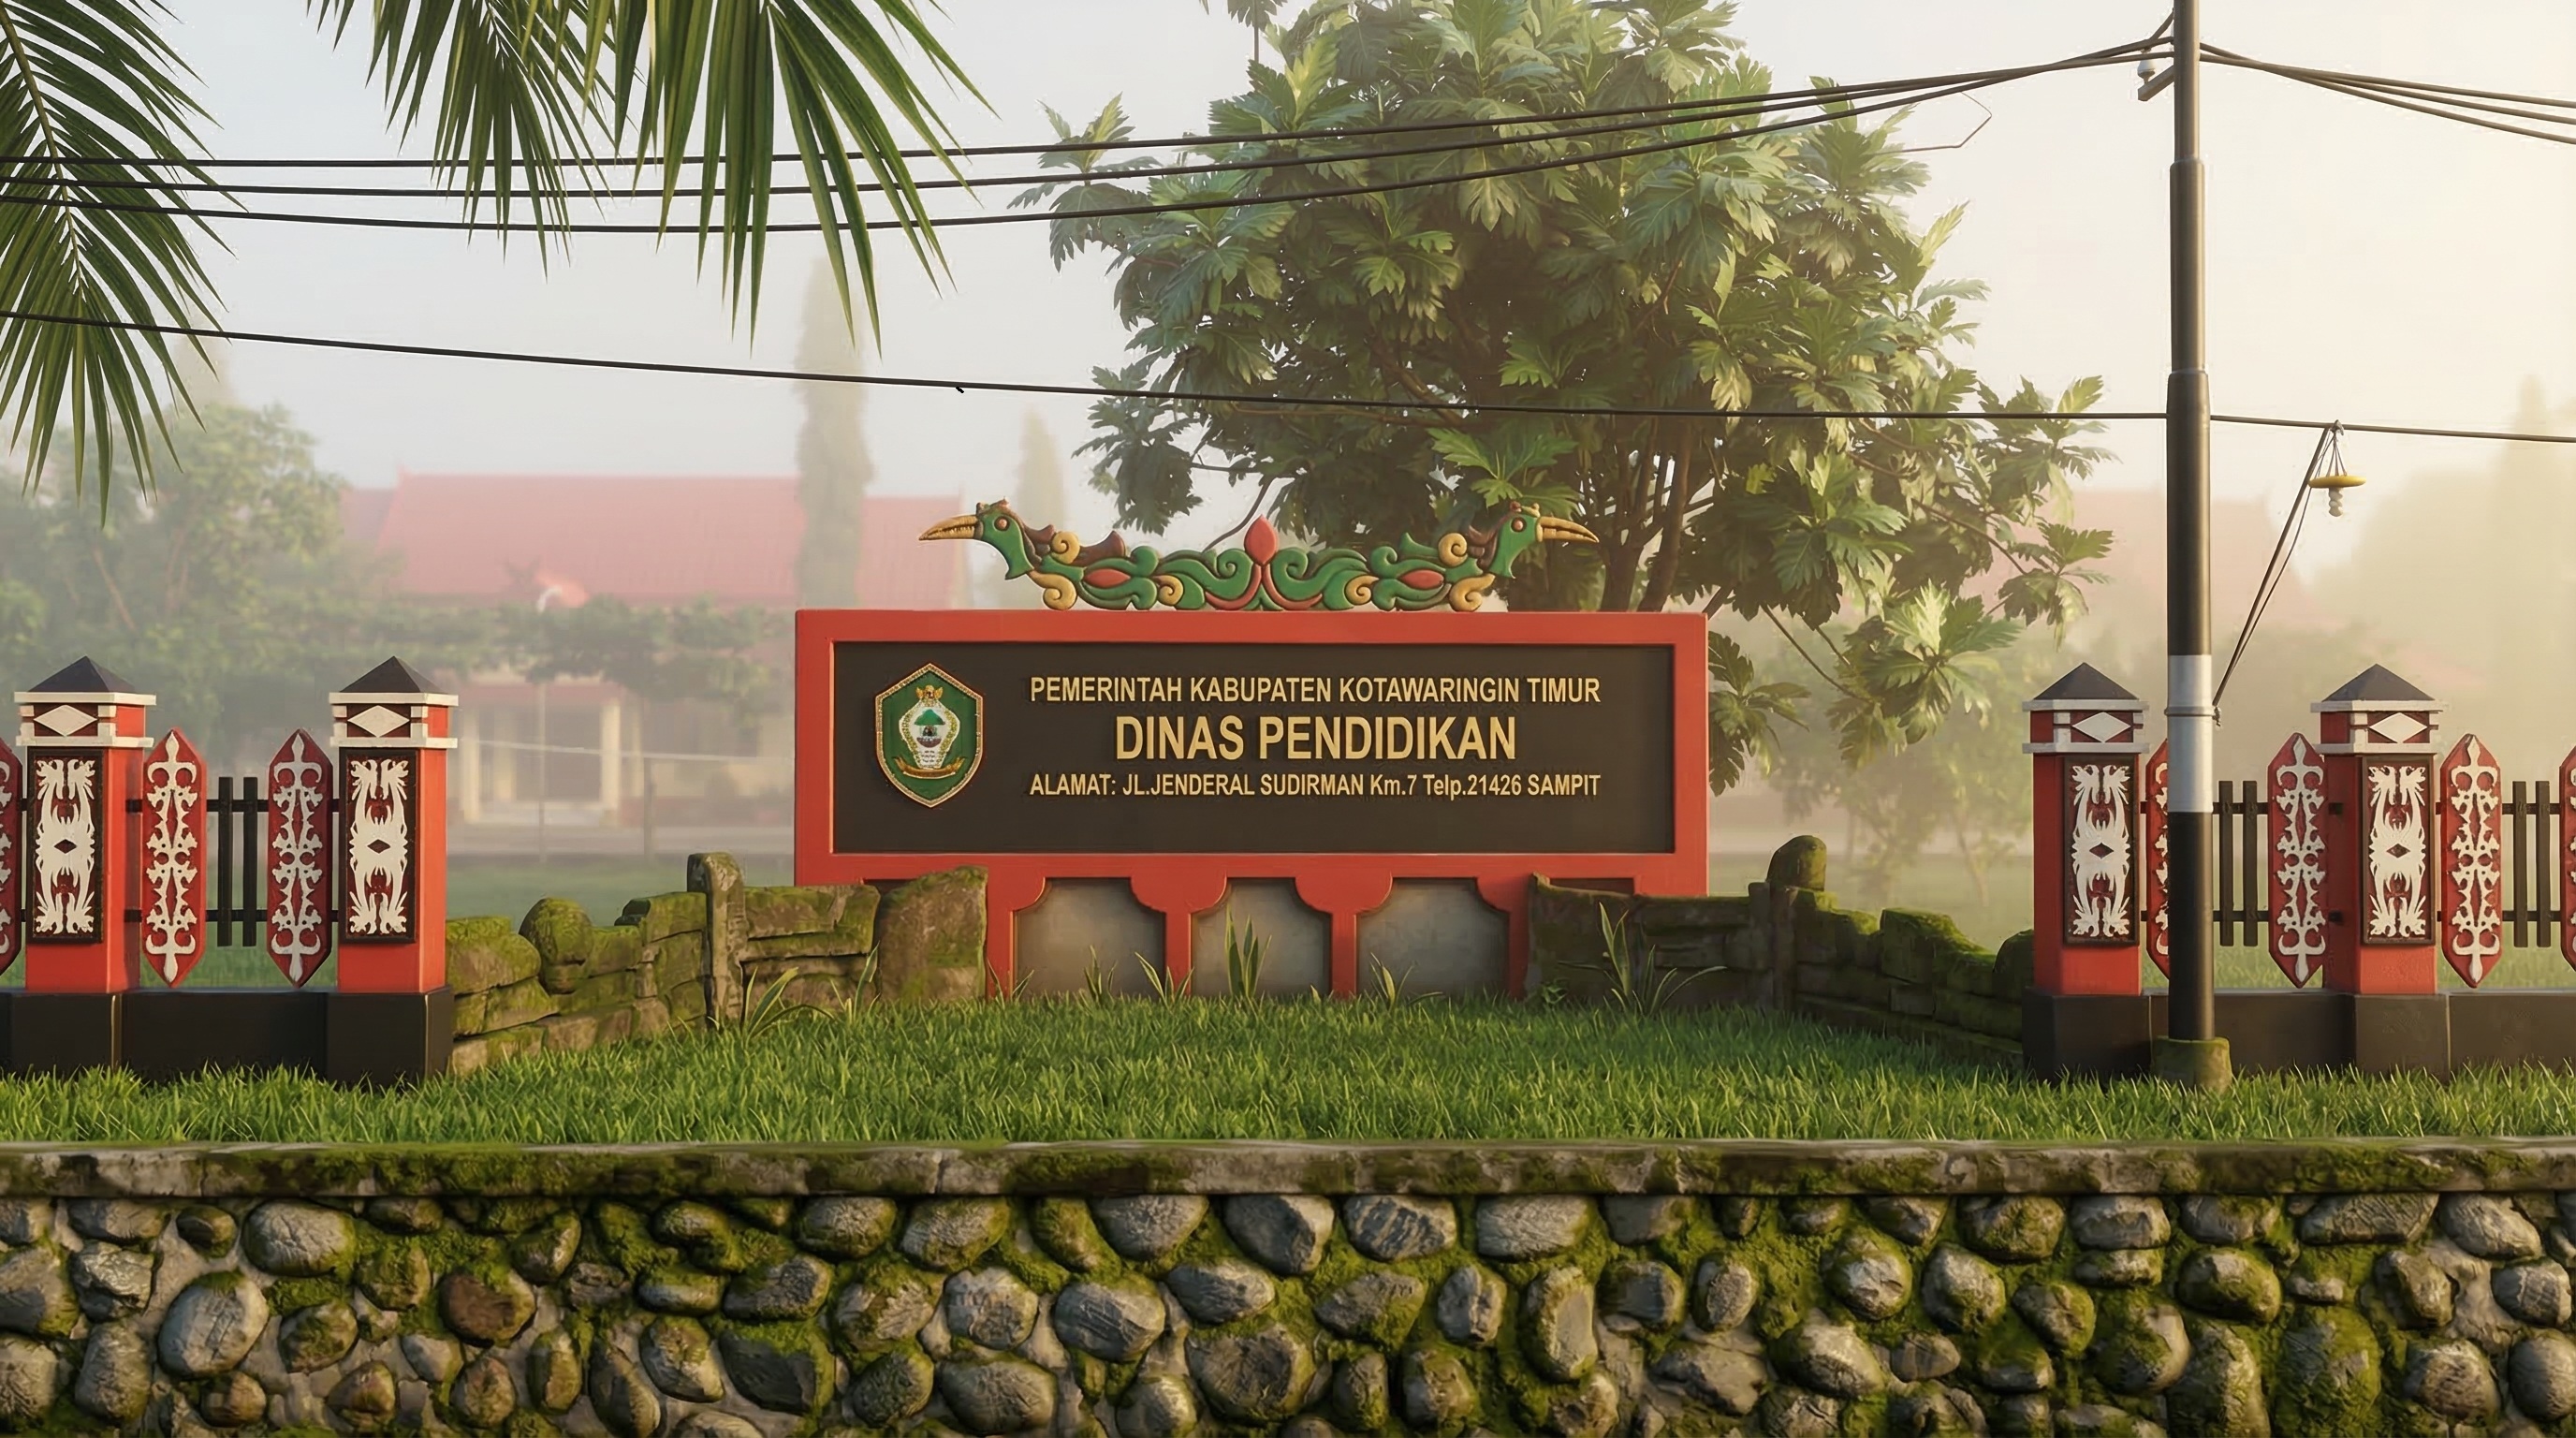 PEMERINTAH KABUPATEN KOTAWARINGIN TIMUR
DINAS PENDIDIKAN
ALAMAT: JL.JENDERAL SUDIRMAN Km.7 Telp.21426 SAMPIT